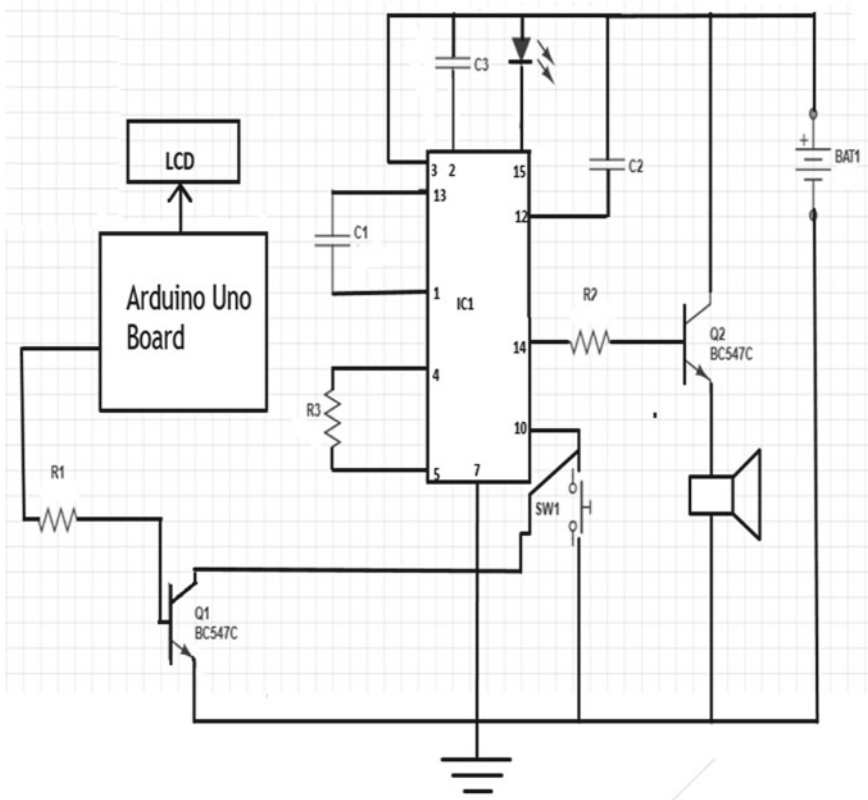 C3
LCD
BAT1
+
3 2 15
C2
13
12
C1
Arduino Uno
Board
R2
1
IC1
Q2
BC547C
14
4
R3
10
R1
5 7
SW1
Q1
BC547C